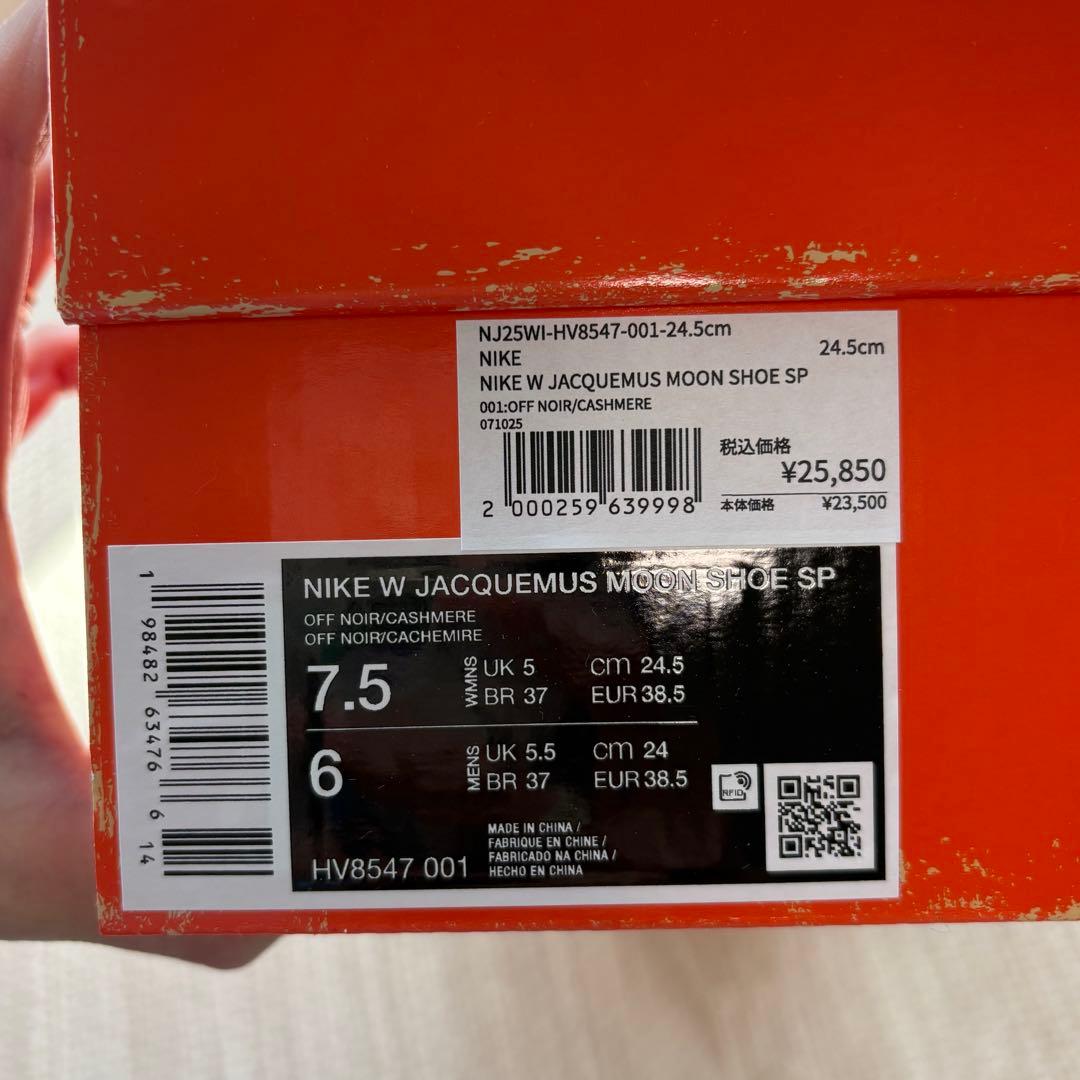 NJ25WI-HV8547-001-24.5cm
NIKE
24.5cm
NIKE W JACQUEMUS MOON SHOE SP
001:OFF NOIR/CASHMERE
071025
税込価格
¥25,850
本体価格 ¥23,500
2 000259 639998
NIKE W JACQUEMUS MOON SHOE SP
OFF NOIR/CASHMERE
OFF NOIR/CACHEMIRE
7.5 WMNS UK 5 cm 24.5
BR 37 EUR 38.5
6 MENS UK 5.5 cm 24
BR 37 EUR 38.5
RFID
MADE IN CHINA /
FABRIQUE EN CHINE /
FABRICADO NA CHINA /
HECHO EN CHINA
HV8547 001
1 98482 63476 6 14